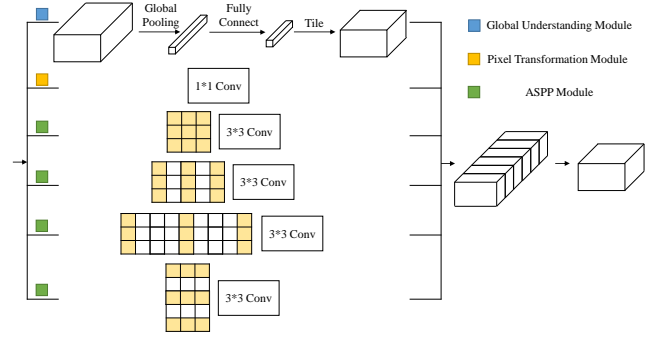 Global
Pooling
Fully
Connect
Tile
Global Understanding Module
Pixel Transformation Module
ASPP Module
1*1 Conv
3*3 Conv
3*3 Conv
3*3 Conv
3*3 Conv